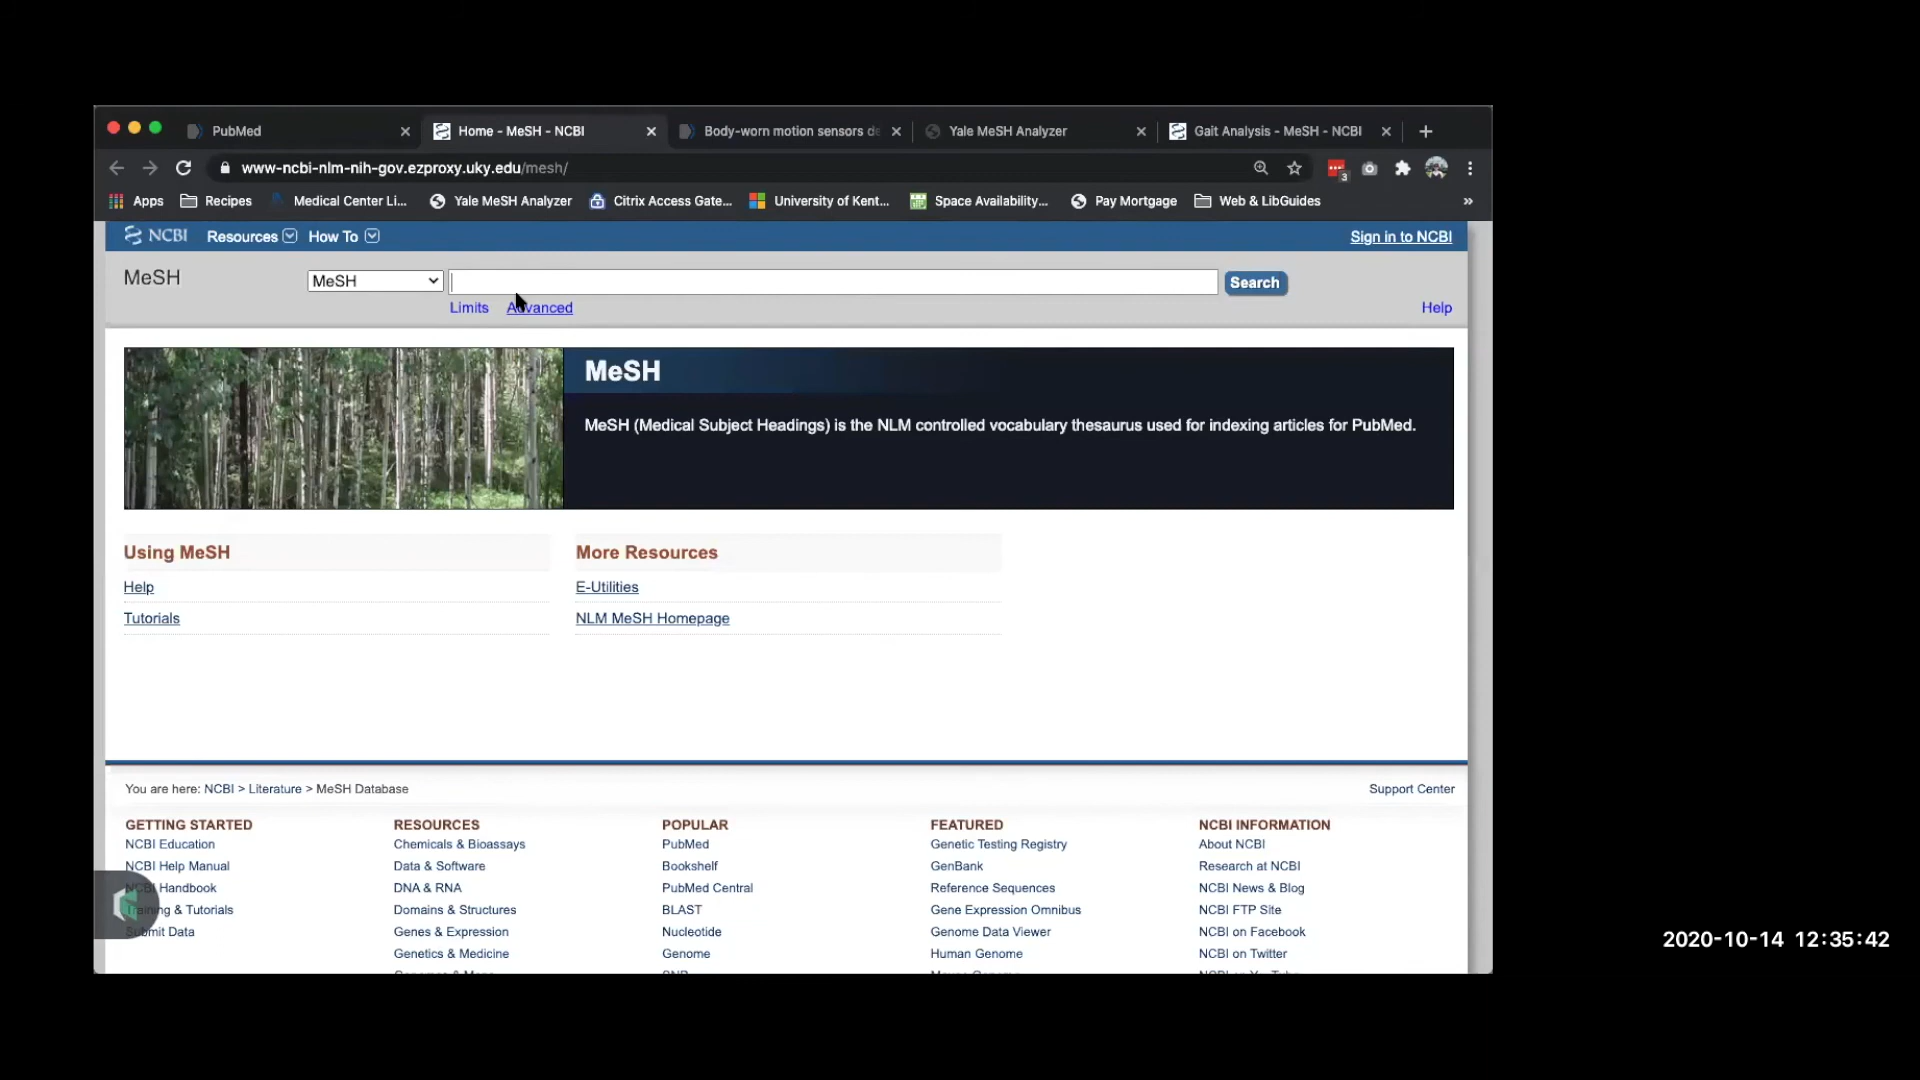 PubMed
Home - MeSH - NCBI
Body-worn motion sensors de
Yale MeSH Analyzer
Gait Analysis - MeSH - NCBI
www-ncbi-nlm-nih-gov.ezproxy.uky.edu/mesh/
3
Apps
Recipes
Medical Center Li...
Yale MeSH Analyzer
Citrix Access Gate...
University of Kent...
Space Availability...
Pay Mortgage
Web & LibGuides
»
NCBI
Resources
How To
Sign in to NCBI
MeSH
MeSH
Search
Limits
Advanced
Help
MeSH
MeSH (Medical Subject Headings) is the NLM controlled vocabulary thesaurus used for indexing articles for PubMed.
Using MeSH
Help
Tutorials
More Resources
E-Utilities
NLM MeSH Homepage
You are here: NCBI > Literature > MeSH Database
Support Center
GETTING STARTED
NCBI Education
NCBI Help Manual
NCBI Handbook
Training & Tutorials
Submit Data
RESOURCES
Chemicals & Bioassays
Data & Software
DNA & RNA
Domains & Structures
Genes & Expression
Genetics & Medicine
POPULAR
PubMed
Bookshelf
PubMed Central
BLAST
Nucleotide
Genome
FEATURED
Genetic Testing Registry
GenBank
Reference Sequences
Gene Expression Omnibus
Genome Data Viewer
Human Genome
NCBI INFORMATION
About NCBI
Research at NCBI
NCBI News & Blog
NCBI FTP Site
NCBI on Facebook
NCBI on Twitter
2020-10-14 12:35:42